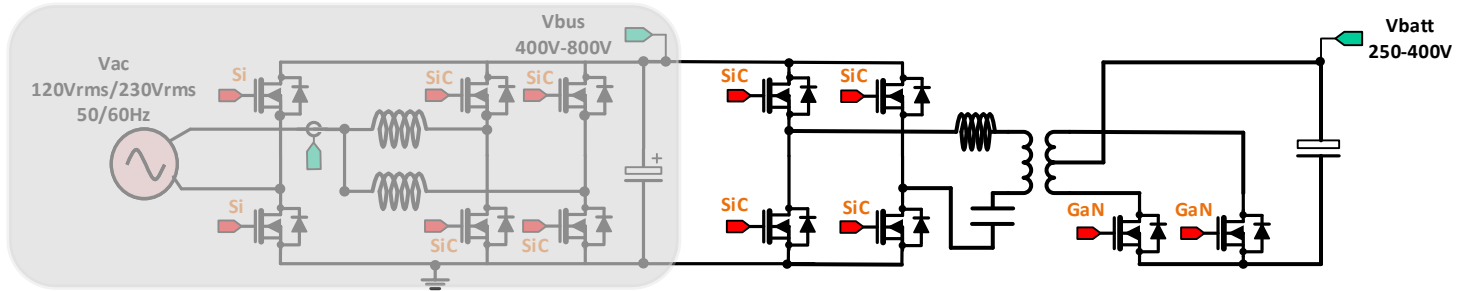 Vac
120Vrms/230Vrms
50/60Hz
Si
Si
SiC
SiC
SiC
SiC
Vbus
400V-800V
+
SiC
SiC
SiC
SiC
GaN
GaN
Vbatt
250-400V